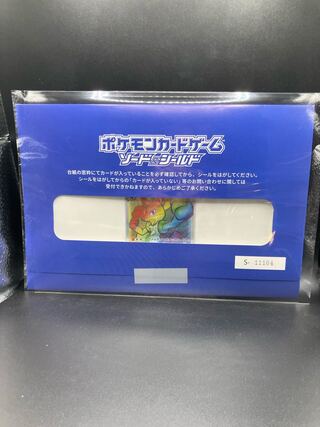 ポケモンカードゲーム
ソード&シールド
台紙の窓枠にてカードが入っていることを必ず確認してから、シールをはがしてください。
シールをはがしてからの「カードが入っていない」等のお問い合わせに関しては
受付できかねますので、あらかじめご了承ください。
S- 11104